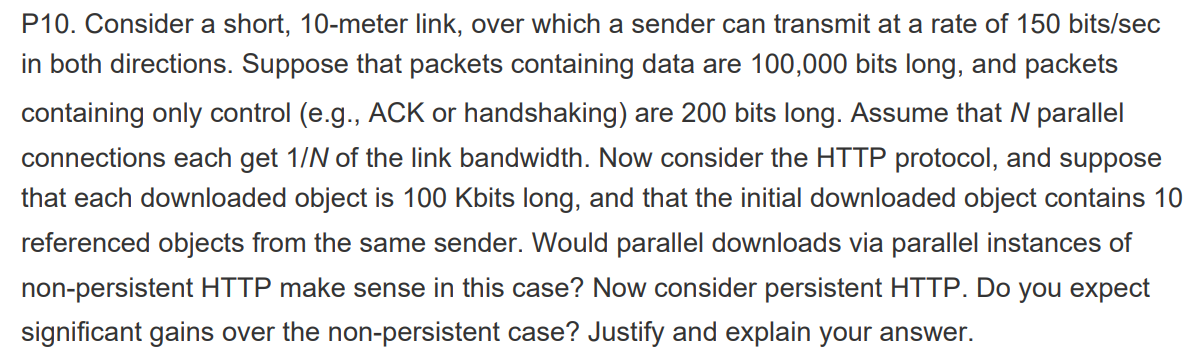 P10. Consider a short, 10-meter link, over which a sender can transmit at a rate of 150 bits/sec
in both directions. Suppose that packets containing data are 100,000 bits long, and packets
containing only control (e.g., ACK or handshaking) are 200 bits long. Assume that N parallel
connections each get 1/N of the link bandwidth. Now consider the HTTP protocol, and suppose
that each downloaded object is 100 Kbits long, and that the initial downloaded object contains 10
referenced objects from the same sender. Would parallel downloads via parallel instances of
non-persistent HTTP make sense in this case? Now consider persistent HTTP. Do you expect
significant gains over the non-persistent case? Justify and explain your answer.